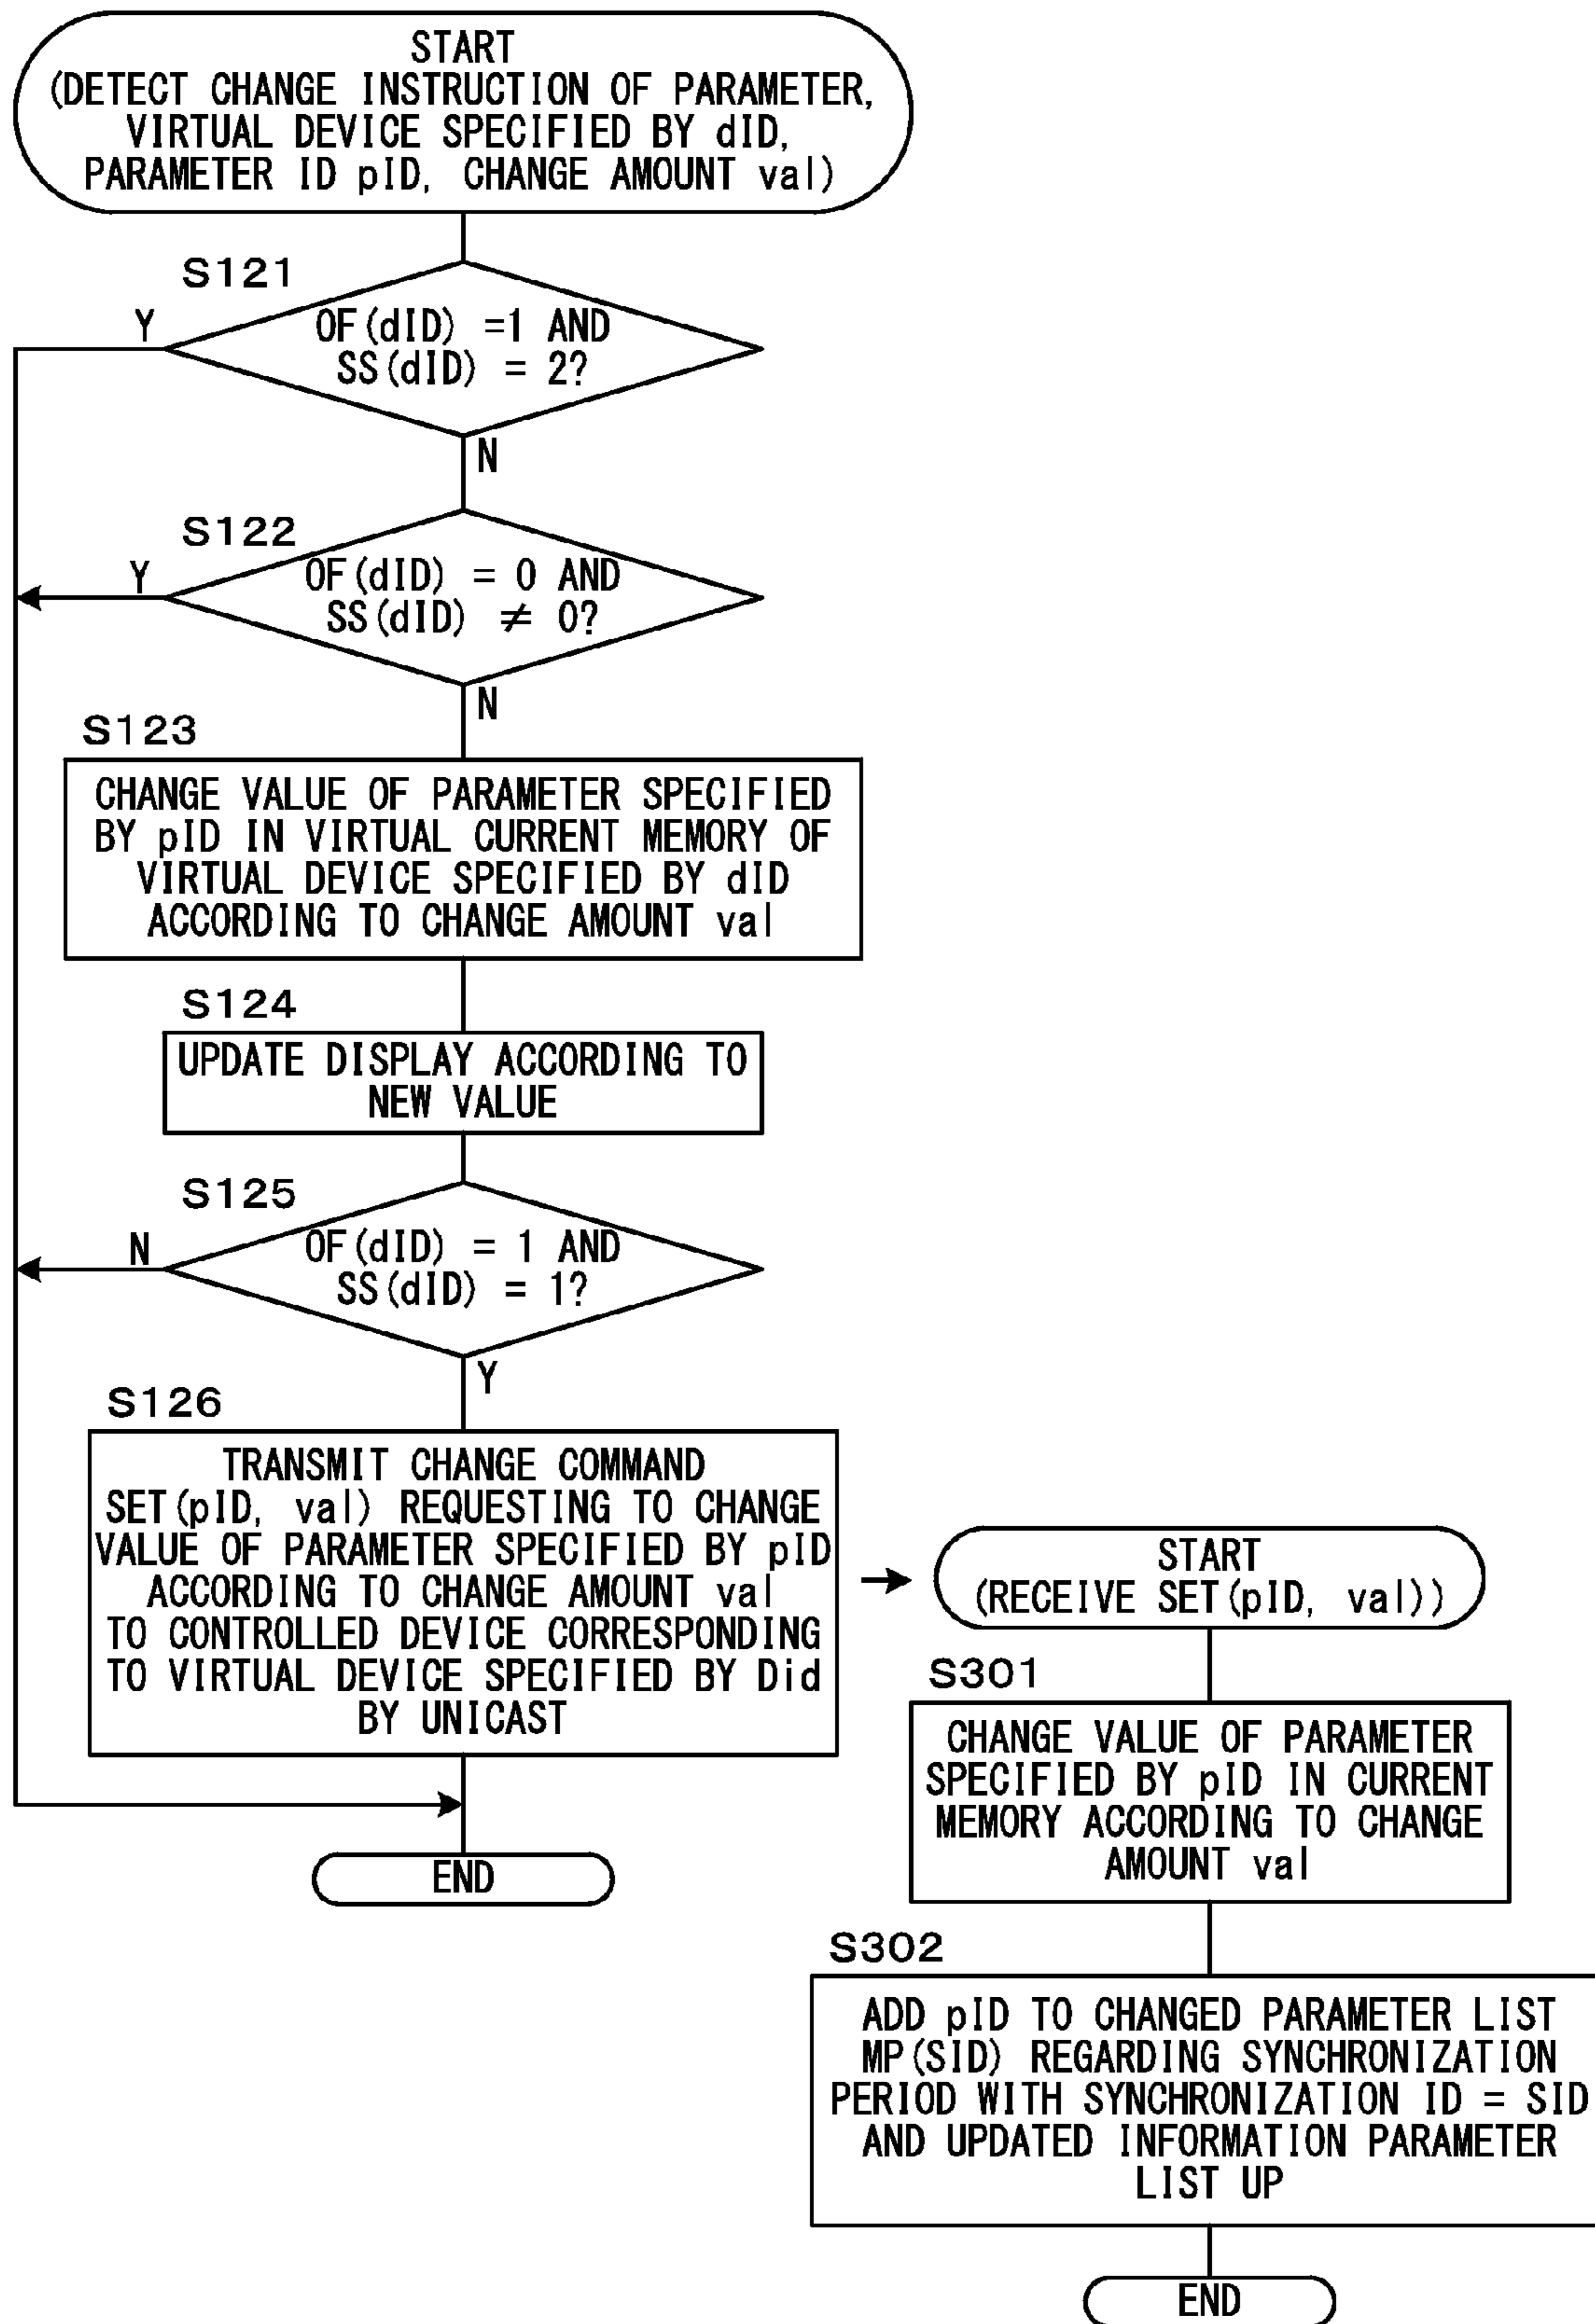 START
(DETECT CHANGE INSTRUCTION OF PARAMETER,
VIRTUAL DEVICE SPECIFIED BY dID,
PARAMETER ID pID, CHANGE AMOUNT val)
S121
Y
OF(dID) =1 AND
SS(dID) = 2?
N
S122
Y
OF(dID) = 0 AND
SS(dID) ≠ 0?
N
S123
CHANGE VALUE OF PARAMETER SPECIFIED
BY pID IN VIRTUAL CURRENT MEMORY OF
VIRTUAL DEVICE SPECIFIED BY dID
ACCORDING TO CHANGE AMOUNT val
S124
UPDATE DISPLAY ACCORDING TO
NEW VALUE
S125
N
OF(dID) = 1 AND
SS(dID) = 1?
Y
S126
TRANSMIT CHANGE COMMAND
SET(pID, val) REQUESTING TO CHANGE
VALUE OF PARAMETER SPECIFIED BY pID
ACCORDING TO CHANGE AMOUNT val
TO CONTROLLED DEVICE CORRESPONDING
TO VIRTUAL DEVICE SPECIFIED BY Did
BY UNICAST
END
START
(RECEIVE SET(pID, val))
S301
CHANGE VALUE OF PARAMETER
SPECIFIED BY pID IN CURRENT
MEMORY ACCORDING TO CHANGE
AMOUNT val
S302
ADD pID TO CHANGED PARAMETER LIST
MP(SID) REGARDING SYNCHRONIZATION
PERIOD WITH SYNCHRONIZATION ID = SID
AND UPDATED INFORMATION PARAMETER
LIST UP
END